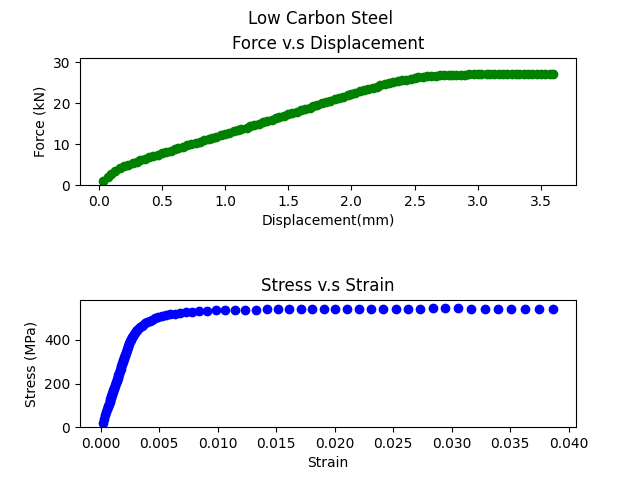 Low Carbon Steel
Force v.s Displacement
30
20
10
0
Force (kN)
0.0 0.5 1.0 1.5 2.0 2.5 3.0 3.5
Displacement(mm)
Stress v.s Strain
400
200
0
Stress (MPa)
0.000 0.005 0.010 0.015 0.020 0.025 0.030 0.035 0.040
Strain